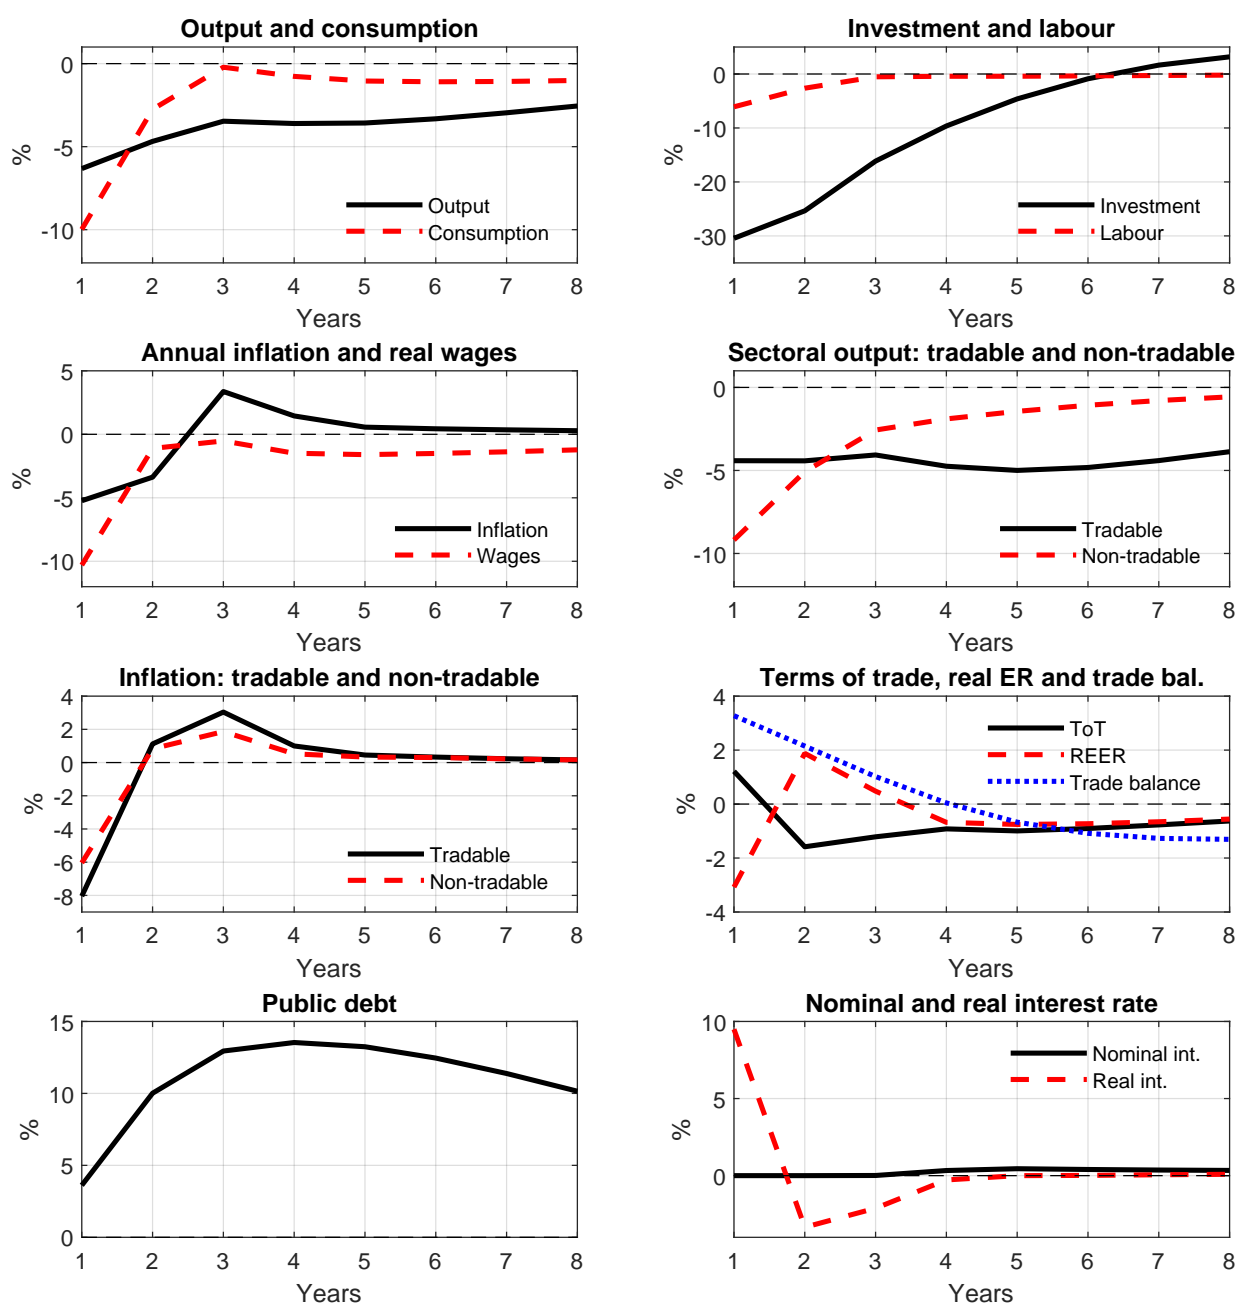 Output and consumption
0
-5
-10
%
Output
Consumption
1 2 3 4 5 6 7 8
Years
Investment and labour
0
-10
-20
-30
%
Investment
Labour
1 2 3 4 5 6 7 8
Years
Annual inflation and real wages
5
0
-5
-10
%
Inflation
Wages
1 2 3 4 5 6 7 8
Years
Sectoral output: tradable and non-tradable
0
-5
-10
%
Tradable
Non-tradable
1 2 3 4 5 6 7 8
Years
Inflation: tradable and non-tradable
4
2
0
-2
-4
-6
-8
%
Tradable
Non-tradable
1 2 3 4 5 6 7 8
Years
Terms of trade, real ER and trade bal.
4
2
0
-2
-4
%
ToT
REER
Trade balance
1 2 3 4 5 6 7 8
Years
Public debt
15
10
5
0
%
1 2 3 4 5 6 7 8
Years
Nominal and real interest rate
10
5
0
%
Nominal int.
Real int.
1 2 3 4 5 6 7 8
Years